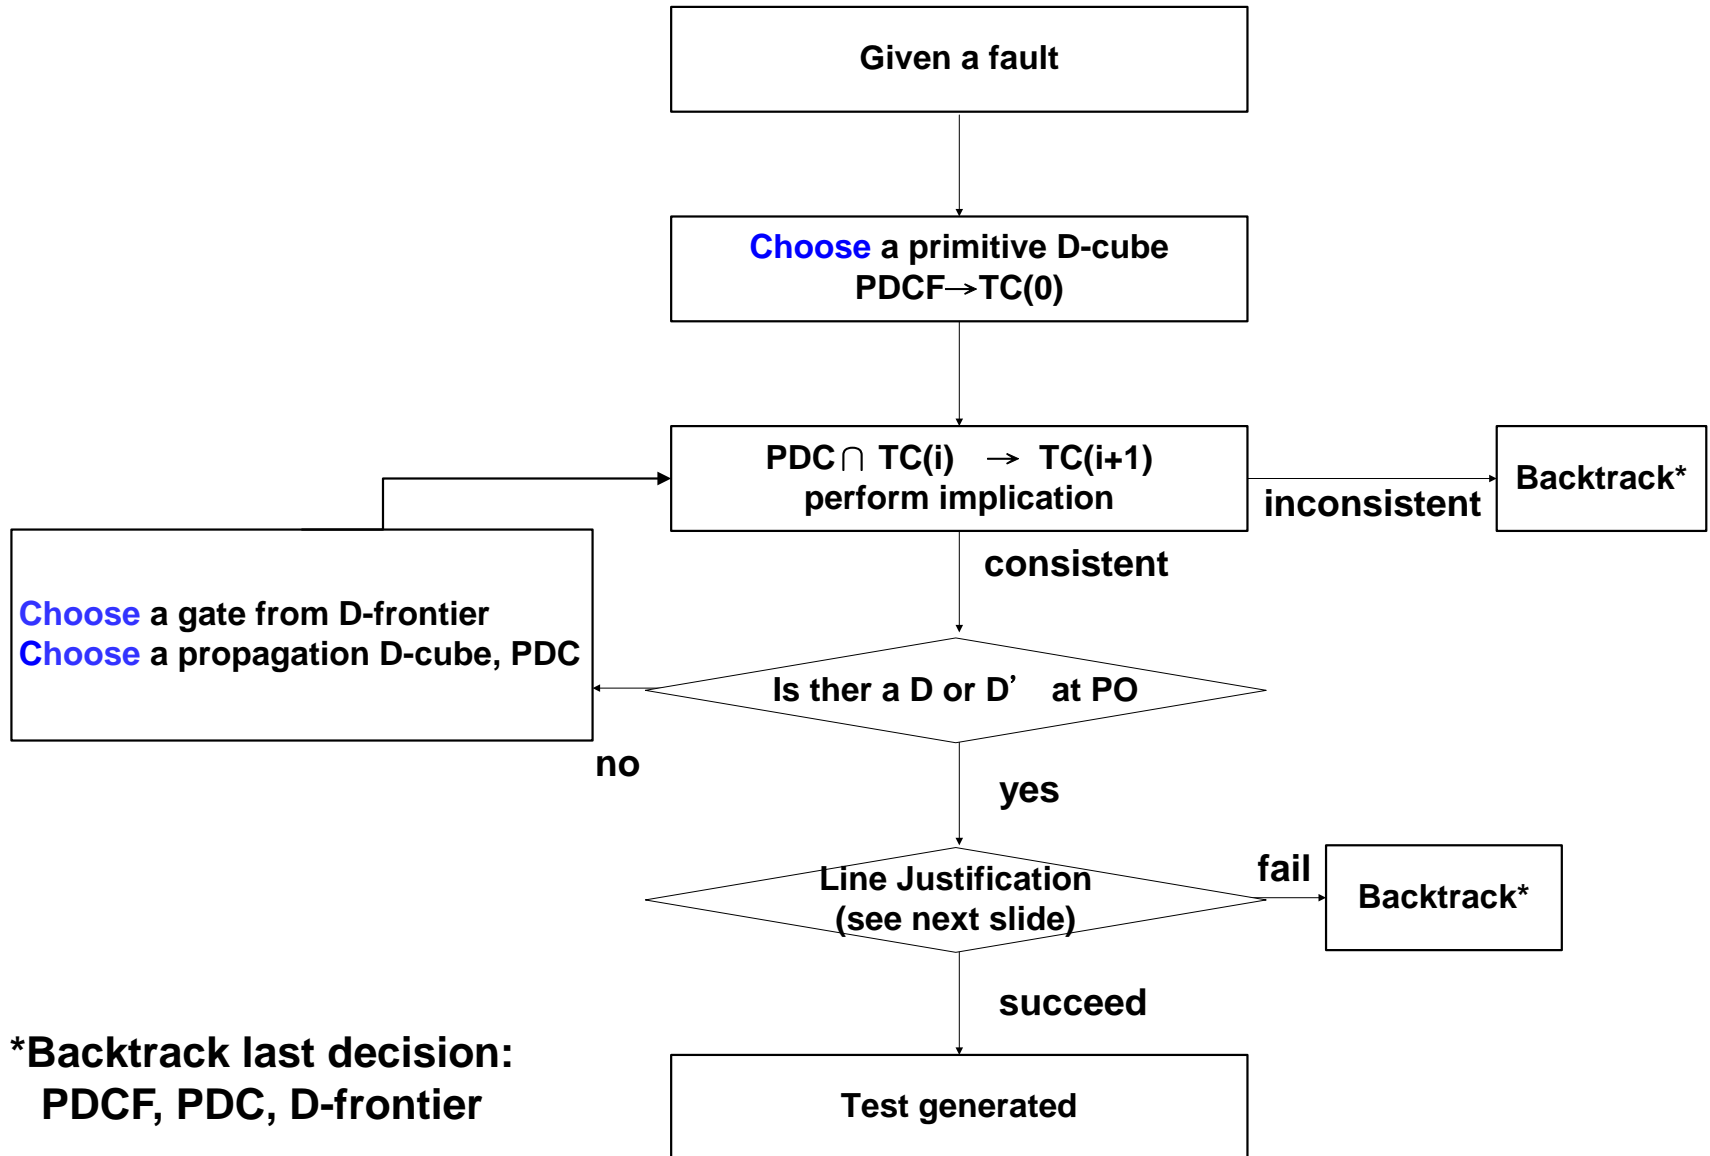 Given a fault
Choose a primitive D-cube
PDCF→TC(0)
PDC∩ TC(i) → TC(i+1)
perform implication
inconsistent
Backtrack*
consistent
Choose a gate from D-frontier
Choose a propagation D-cube, PDC
Is ther a D or D’ at PO
no
yes
Line Justification
(see next slide)
fail
Backtrack*
succeed
*Backtrack last decision:
PDCF, PDC, D-frontier
Test generated